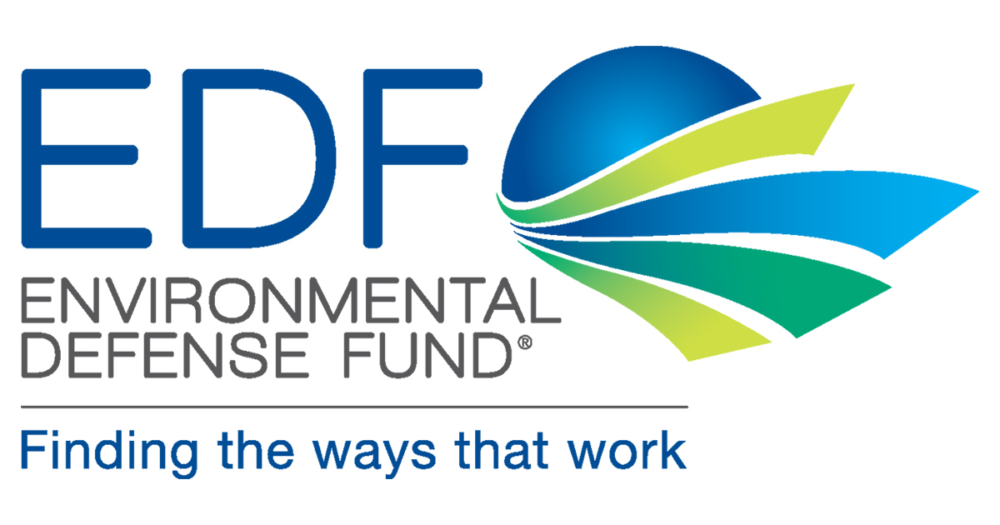 EDF
ENVIRONMENTAL
DEFENSE FUND®
Finding the ways that work